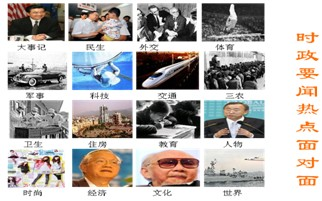 大事记 民生 外交 体育
军事 科技 交通 三农
卫生 住房 教育 人物
时尚 经济 文化 世界
时政要闻热点面对面